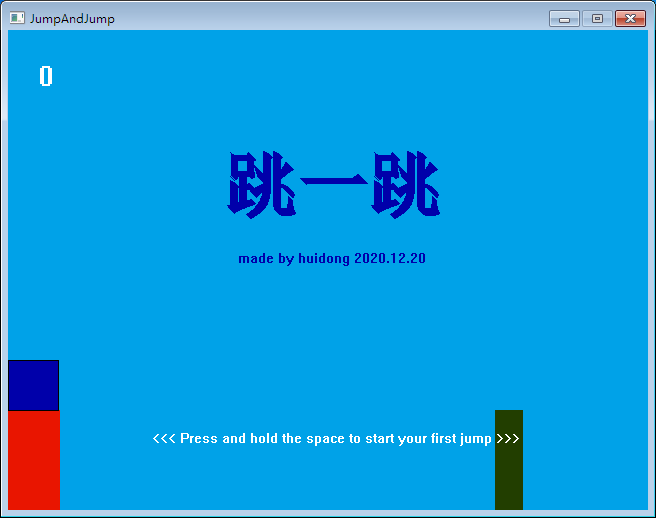 JumpAndJump
0
跳一跳
made by huidong 2020.12.20
<<< Press and hold the space to start your first jump >>>